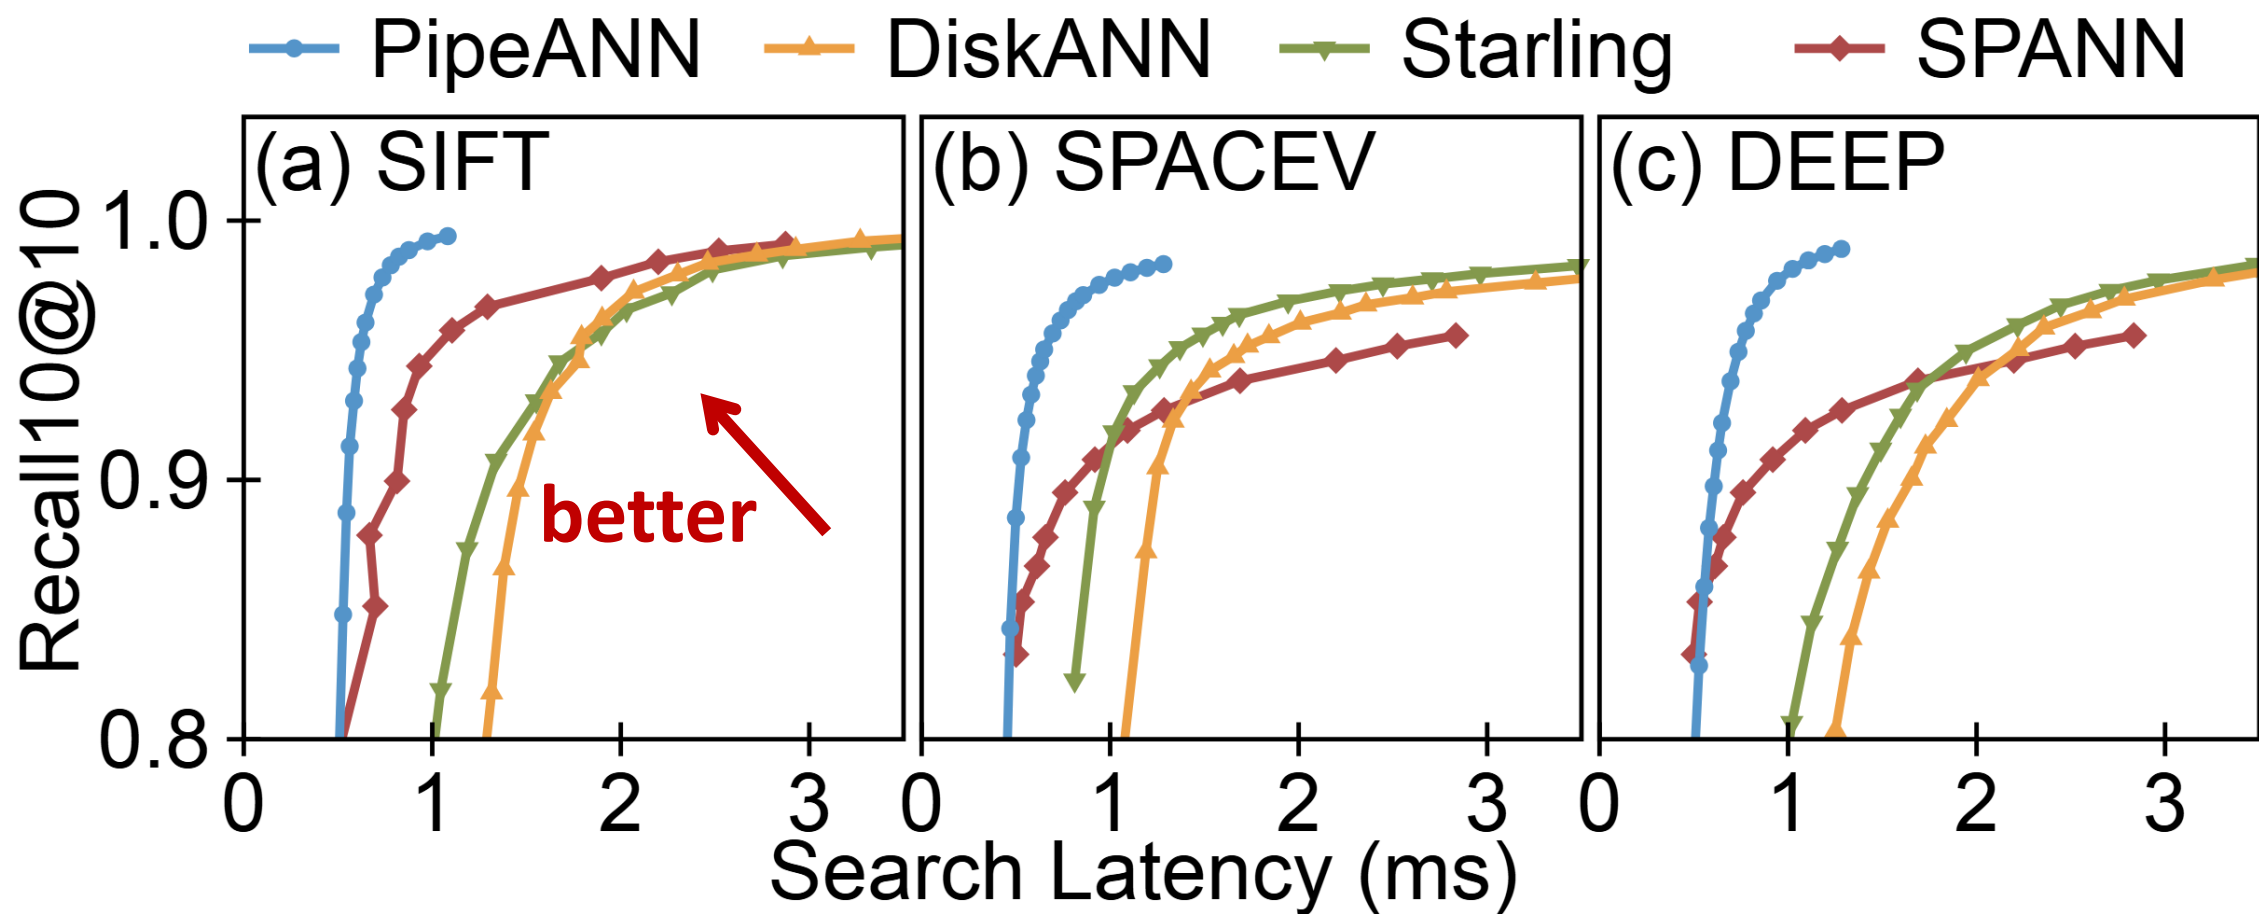 PipeANN DiskANN Starling SPANN
(a) SIFT (b) SPACEV (c) DEEP
Recall10@10
1.0
0.9
0.8
better
0 1 2 3 0 1 2 3 0 1 2 3
Search Latency (ms)